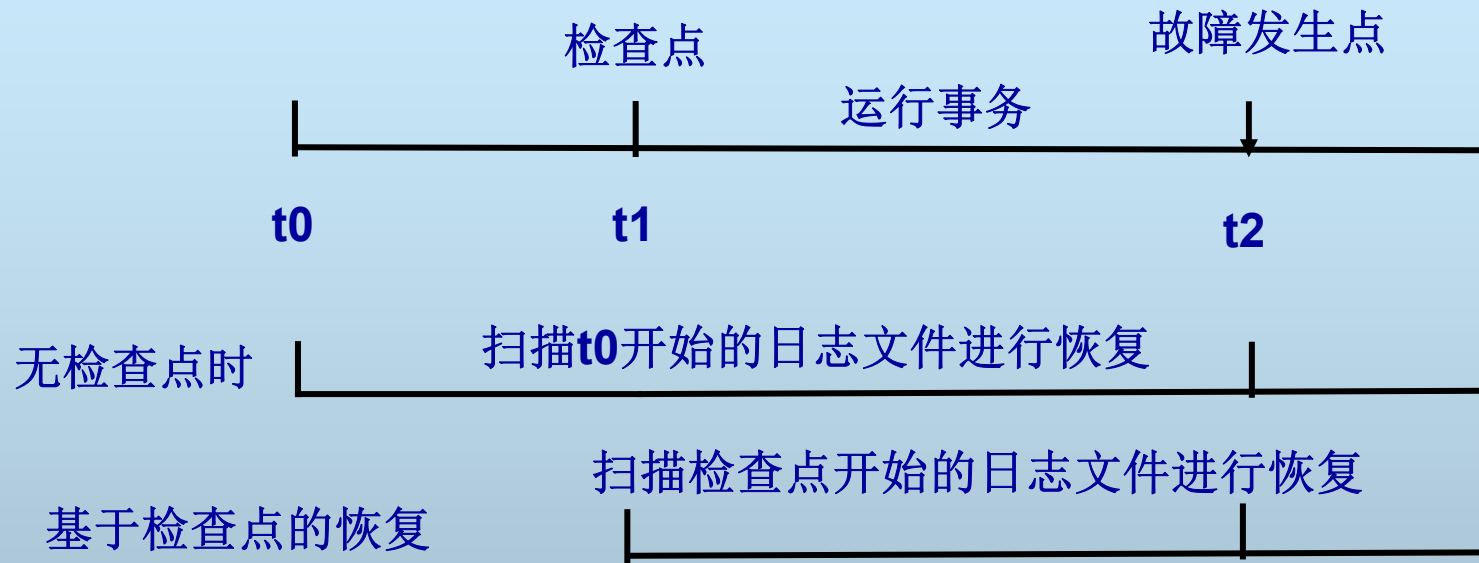 检查点
故障发生点
运行事务
t0
t1
t2
无检查点时
扫描t0开始的日志文件进行恢复
扫描检查点开始的日志文件进行恢复
基于检查点的恢复